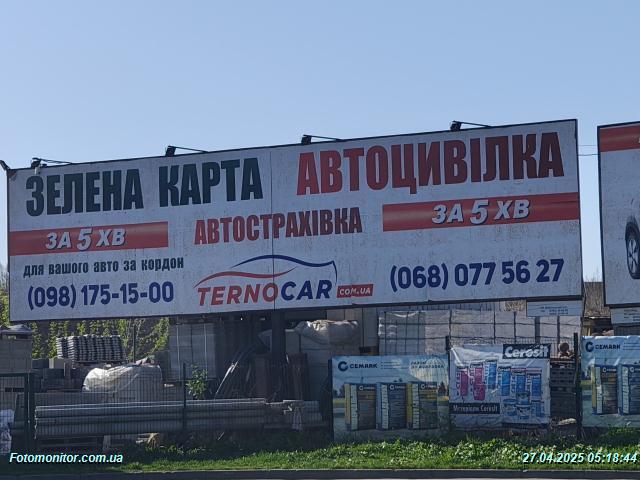 ЗЕЛЕНА КАРТА
АВТОЦИВІЛКА
ЗА 5 ХВ
АВТОСТРАХІВКА
ЗА 5 ХВ
для вашого авто за кордон
(098) 175-15-00
TERNOCAR
COM.UA
(068) 077 56 27
CEMARK
Ceresit
CEMARK
Матеріали Ceresit
Fotomonitor.com.ua
27.04.2025 05:18:44